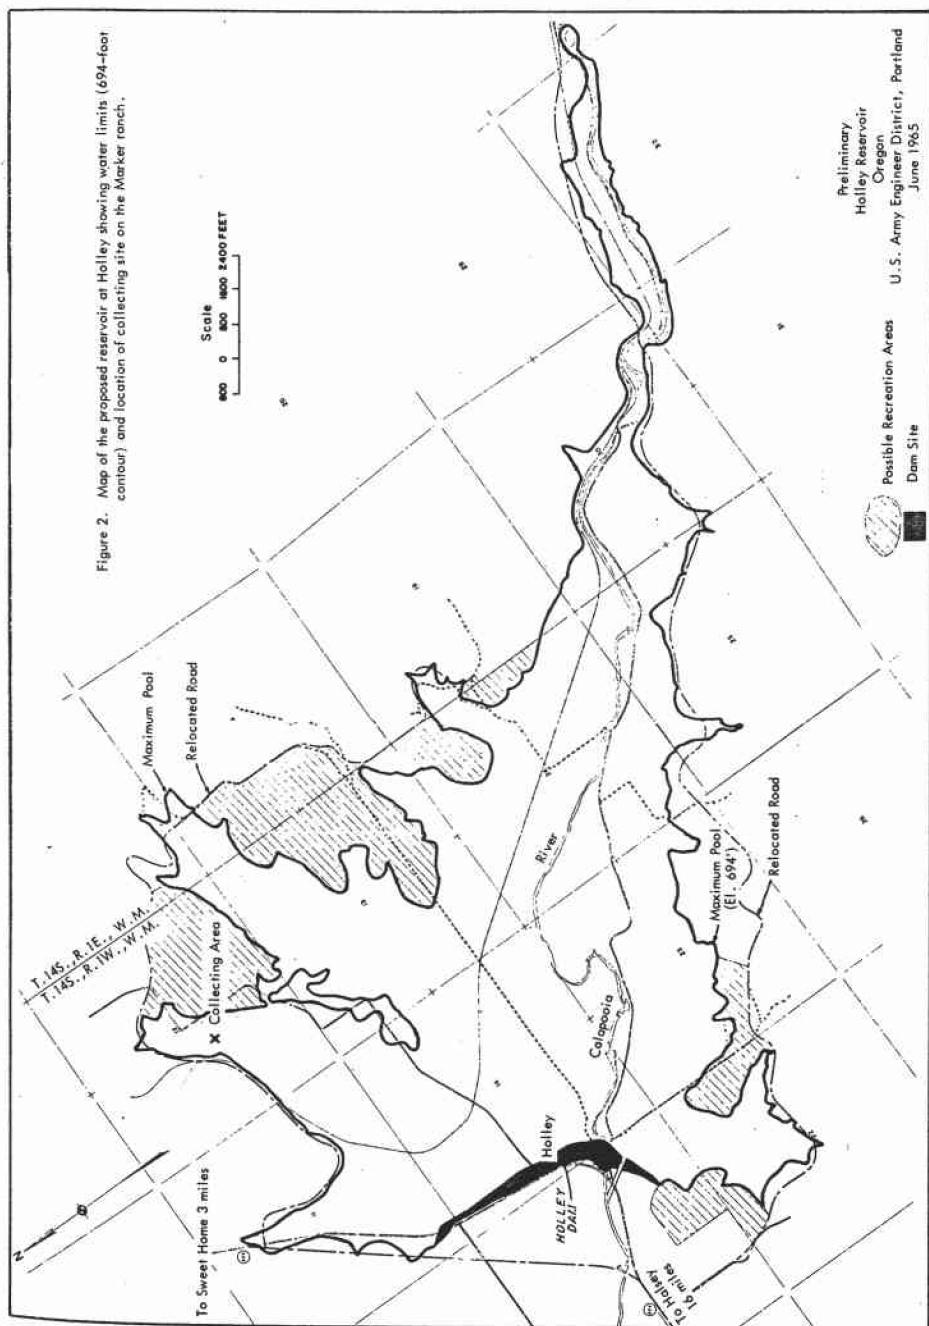 Figure 2. Map of the proposed reservoir at Holley showing water limits (694-foot
contour) and location of collecting site on the Marker ranch.
Scale
800 0 800 1600 2400 FEET
Preliminary
Holley Reservoir
Oregon
U.S. Army Engineer District, Portland
June 1965
Possible Recreation Areas
Dam Site
Maximum Pool
Relocated Road
T.14S.,R.1E., W.M.
T.14S.,R.1W.,W.M.
X Collecting Area
N
To Sweet Home 3 miles
River
Calapooia
Holley
HOLLEY
DAM
Maximum Pool
(El. 694')
Relocated Road
To Halsey
16 miles